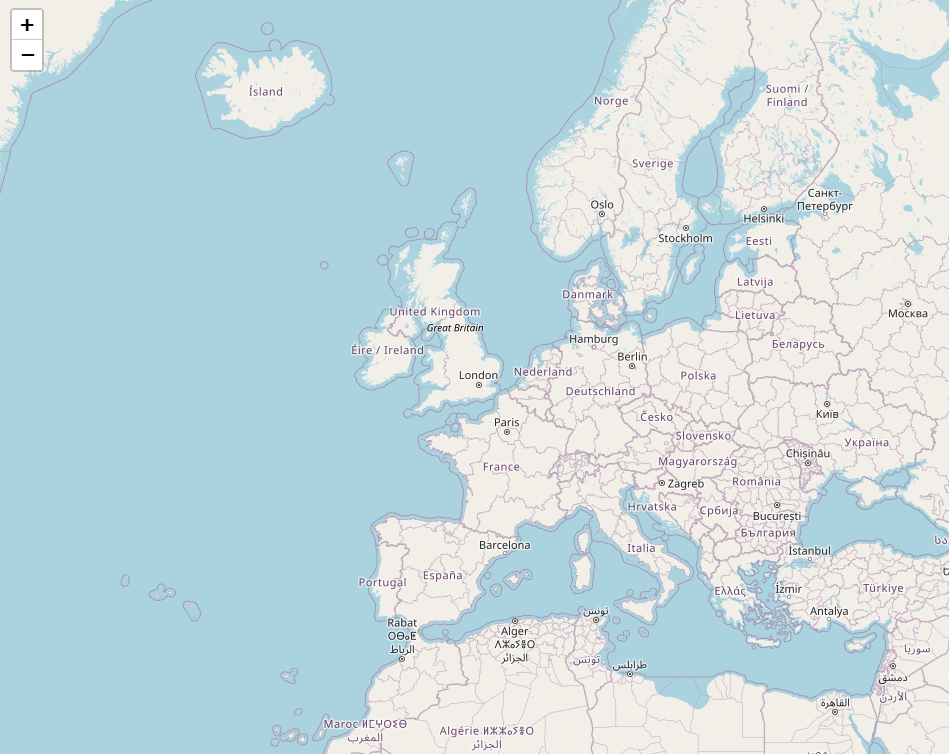 +
−
Ísland
Norge
Suomi /
Finland
Sverige
Санкт-
Петербург
Oslo
Helsinki
Stockholm
Eesti
Latvija
Danmark
Lietuva
Москва
United Kingdom
Great Britain
Hamburg
Беларусь
Éire / Ireland
Berlin
Nederland
Polska
London
Deutschland
Київ
Česko
Paris
Slovensko
Україна
Chișinău
France
Magyarország
Zagreb
România
Hrvatska
Србија
București
България
Barcelona
Italia
İstanbul
España
Portugal
Ελλάς
İzmir
Türkiye
Antalya
تونس
Rabat
ⵔⴱⴰⵟ
الرباط
Alger
ⴷⵣⴰⵢⴻⵔ
الجزائر
تونس
طرابلس
سوريا
دمشق
الأردن
القاهرة
Maroc ⵍⵎⵖⵔⵉⴱ
المغرب
Algérie ⵍⵣⵣⴰⵢⴻⵔ
الجزائر